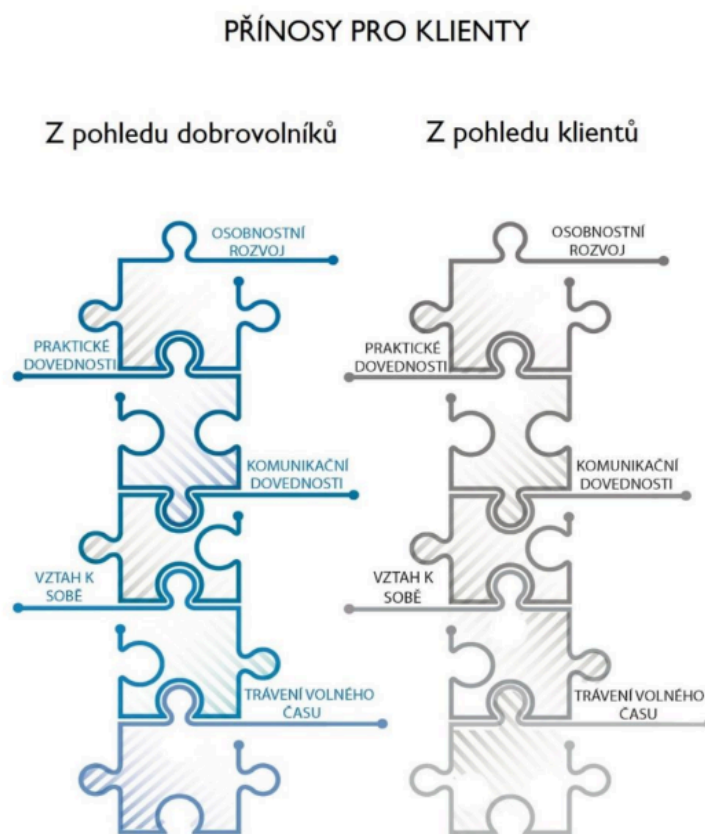 PŘÍNOSY PRO KLIENTY
Z pohledu dobrovolníků
OSOBNOSTNÍ
ROZVOJ
PRAKTICKÉ
DOVEDNOSTI
KOMUNIKAČNÍ
DOVEDNOSTI
VZTAH K
SOBĚ
TRÁVENÍ VOLNÉHO
ČASU
Z pohledu klientů
OSOBNOSTNÍ
ROZVOJ
PRAKTICKÉ
DOVEDNOSTI
KOMUNIKAČNÍ
DOVEDNOSTI
VZTAH K
SOBĚ
TRÁVENÍ VOLNÉHO
ČASU